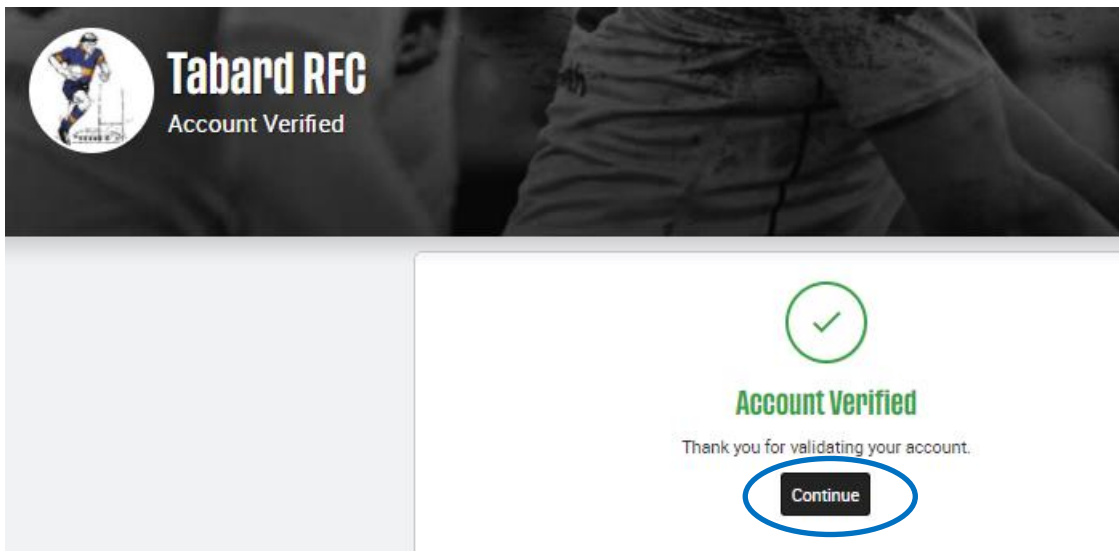 Tabard RFC
Account Verified
Account Verified
Thank you for validating your account.
Continue